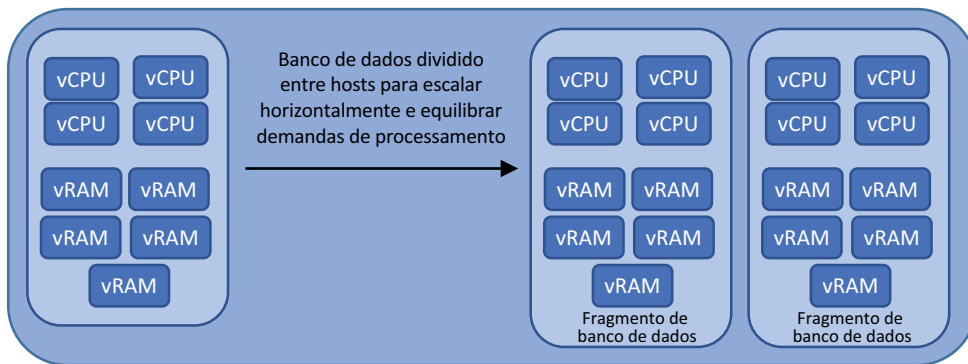 vCPU vCPU
vCPU vCPU
vRAM vRAM
vRAM vRAM
vRAM
Banco de dados dividido
entre hosts para escalar
horizontalmente e equilibrar
demandas de processamento
vCPU vCPU
vCPU vCPU
vRAM vRAM
vRAM vRAM
vRAM
Fragmento de
banco de dados
vCPU vCPU
vCPU vCPU
vRAM vRAM
vRAM vRAM
vRAM
Fragmento de
banco de dados